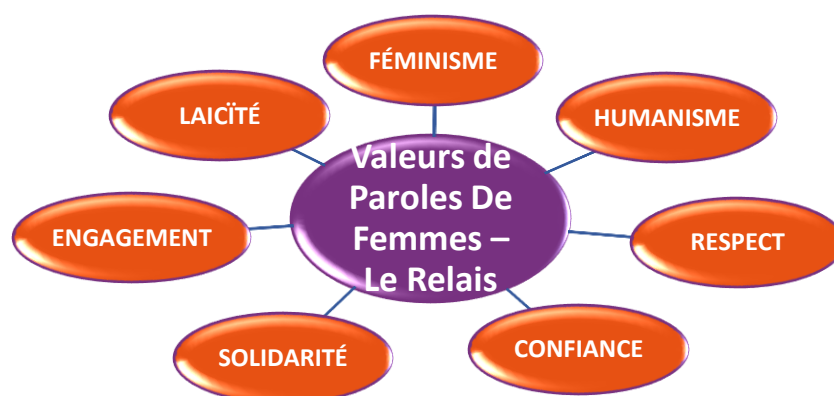 FÉMINISME
LAICÏTÉ
HUMANISME
Valeurs de
Paroles De
Femmes –
Le Relais
ENGAGEMENT
RESPECT
SOLIDARITÉ
CONFIANCE